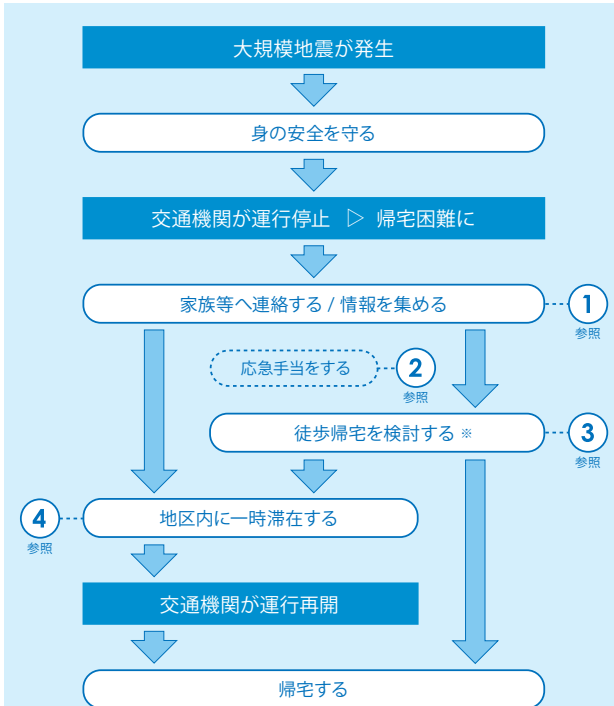 大規模地震が発生
身の安全を守る
交通機関が運行停止 ▷ 帰宅困難に
家族等へ連絡する / 情報を集める
1
参照
応急手当をする
2
参照
徒歩帰宅を検討する ※
3
参照
4
参照
地区内に一時滞在する
交通機関が運行再開
帰宅する